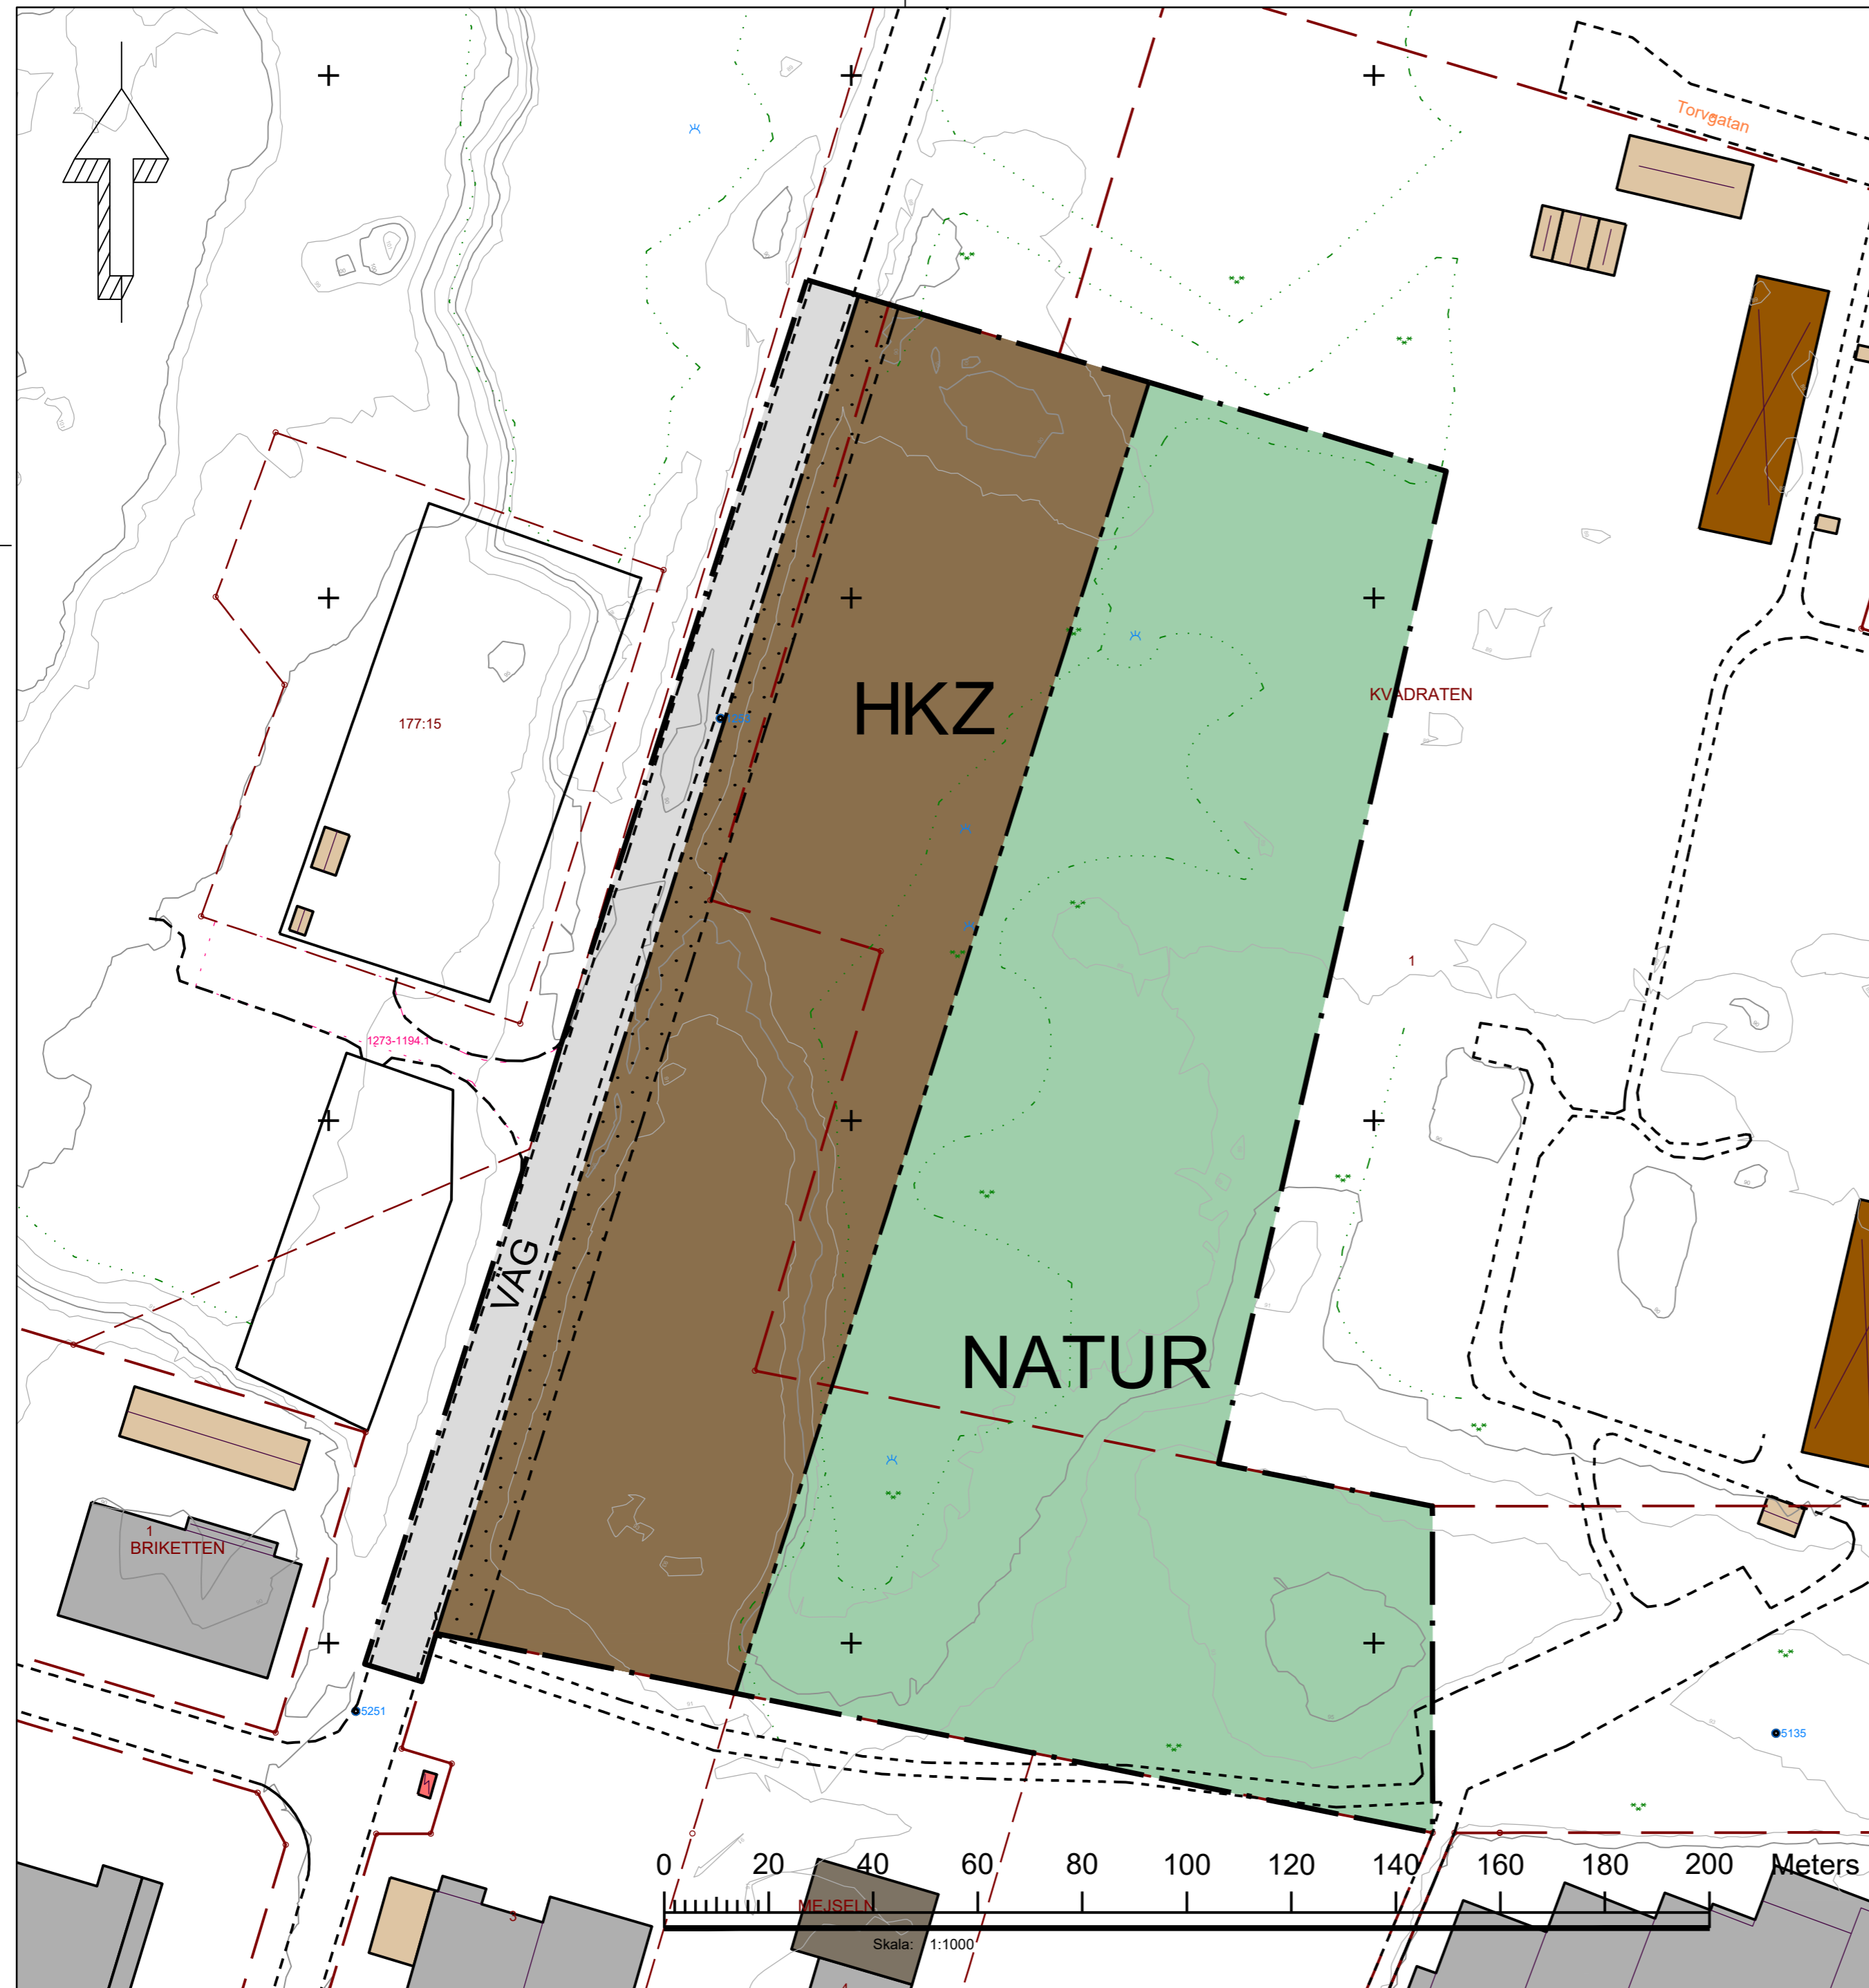 Torvgatan
HKZ
KVADRATEN
177:15
1
1273-1194.1
VÄG
NATUR
1
BRIKETTEN
5251
5135
0 20 40 60 80 100 120 140 160 180 200 Meters
MEJSELN
3
Skala: 1:1000
4